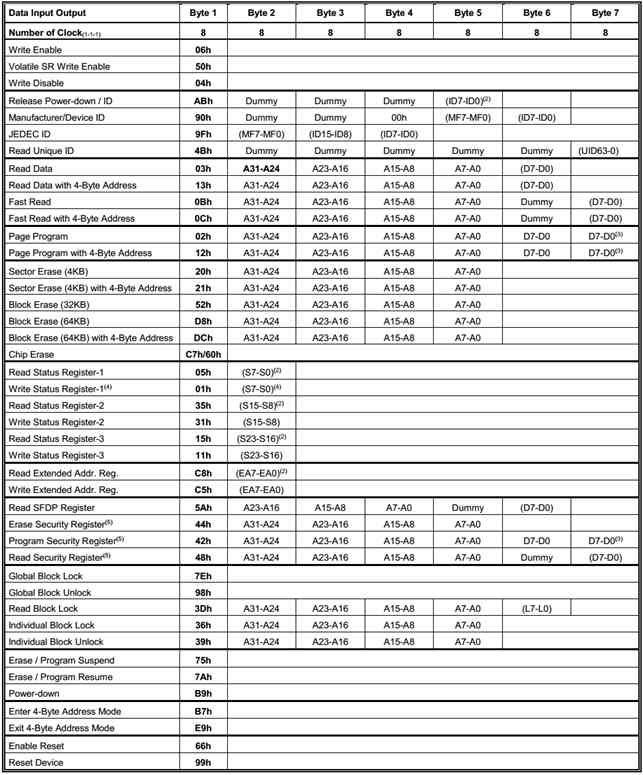 Data Input Output Byte 1 Byte 2 Byte 3 Byte 4 Byte 5 Byte 6 Byte 7
Number of Clock(1-1-1) 8 8 8 8 8 8 8
Write Enable 06h
Volatile SR Write Enable 50h
Write Disable 04h
Release Power-down / ID ABh Dummy Dummy Dummy (ID7-ID0)(2)
Manufacturer/Device ID 90h Dummy Dummy 00h (MF7-MF0) (ID7-ID0)
JEDEC ID 9Fh (MF7-MF0) (ID15-ID8) (ID7-ID0)
Read Unique ID 4Bh Dummy Dummy Dummy Dummy Dummy (UID63-0)
Read Data 03h A31-A24 A23-A16 A15-A8 A7-A0 (D7-D0)
Read Data with 4-Byte Address 13h A31-A24 A23-A16 A15-A8 A7-A0 (D7-D0)
Fast Read 0Bh A31-A24 A23-A16 A15-A8 A7-A0 Dummy (D7-D0)
Fast Read with 4-Byte Address 0Ch A31-A24 A23-A16 A15-A8 A7-A0 Dummy (D7-D0)
Page Program 02h A31-A24 A23-A16 A15-A8 A7-A0 D7-D0 D7-D0(3)
Page Program with 4-Byte Address 12h A31-A24 A23-A16 A15-A8 A7-A0 D7-D0 D7-D0(3)
Sector Erase (4KB) 20h A31-A24 A23-A16 A15-A8 A7-A0
Sector Erase (4KB) with 4-Byte Address 21h A31-A24 A23-A16 A15-A8 A7-A0
Block Erase (32KB) 52h A31-A24 A23-A16 A15-A8 A7-A0
Block Erase (64KB) D8h A31-A24 A23-A16 A15-A8 A7-A0
Block Erase (64KB) with 4-Byte Address DCh A31-A24 A23-A16 A15-A8 A7-A0
Chip Erase C7h/60h
Read Status Register-1 05h (S7-S0)(2)
Write Status Register-1(4) 01h (S7-S0)(4)
Read Status Register-2 35h (S15-S8)(2)
Write Status Register-2 31h (S15-S8)
Read Status Register-3 15h (S23-S16)(2)
Write Status Register-3 11h (S23-S16)
Read Extended Addr. Reg. C8h (EA7-EA0)(2)
Write Extended Addr. Reg. C5h (EA7-EA0)
Read SFDP Register 5Ah A23-A16 A15-A8 A7-A0 Dummy (D7-D0)
Erase Security Register(5) 44h A31-A24 A23-A16 A15-A8 A7-A0
Program Security Register(5) 42h A31-A24 A23-A16 A15-A8 A7-A0 D7-D0 D7-D0(3)
Read Security Register(5) 48h A31-A24 A23-A16 A15-A8 A7-A0 Dummy (D7-D0)
Global Block Lock 7Eh
Global Block Unlock 98h
Read Block Lock 3Dh A31-A24 A23-A16 A15-A8 A7-A0 (L7-L0)
Individual Block Lock 36h A31-A24 A23-A16 A15-A8 A7-A0
Individual Block Unlock 39h A31-A24 A23-A16 A15-A8 A7-A0
Erase / Program Suspend 75h
Erase / Program Resume 7Ah
Power-down B9h
Enter 4-Byte Address Mode B7h
Exit 4-Byte Address Mode E9h
Enable Reset 66h
Reset Device 99h